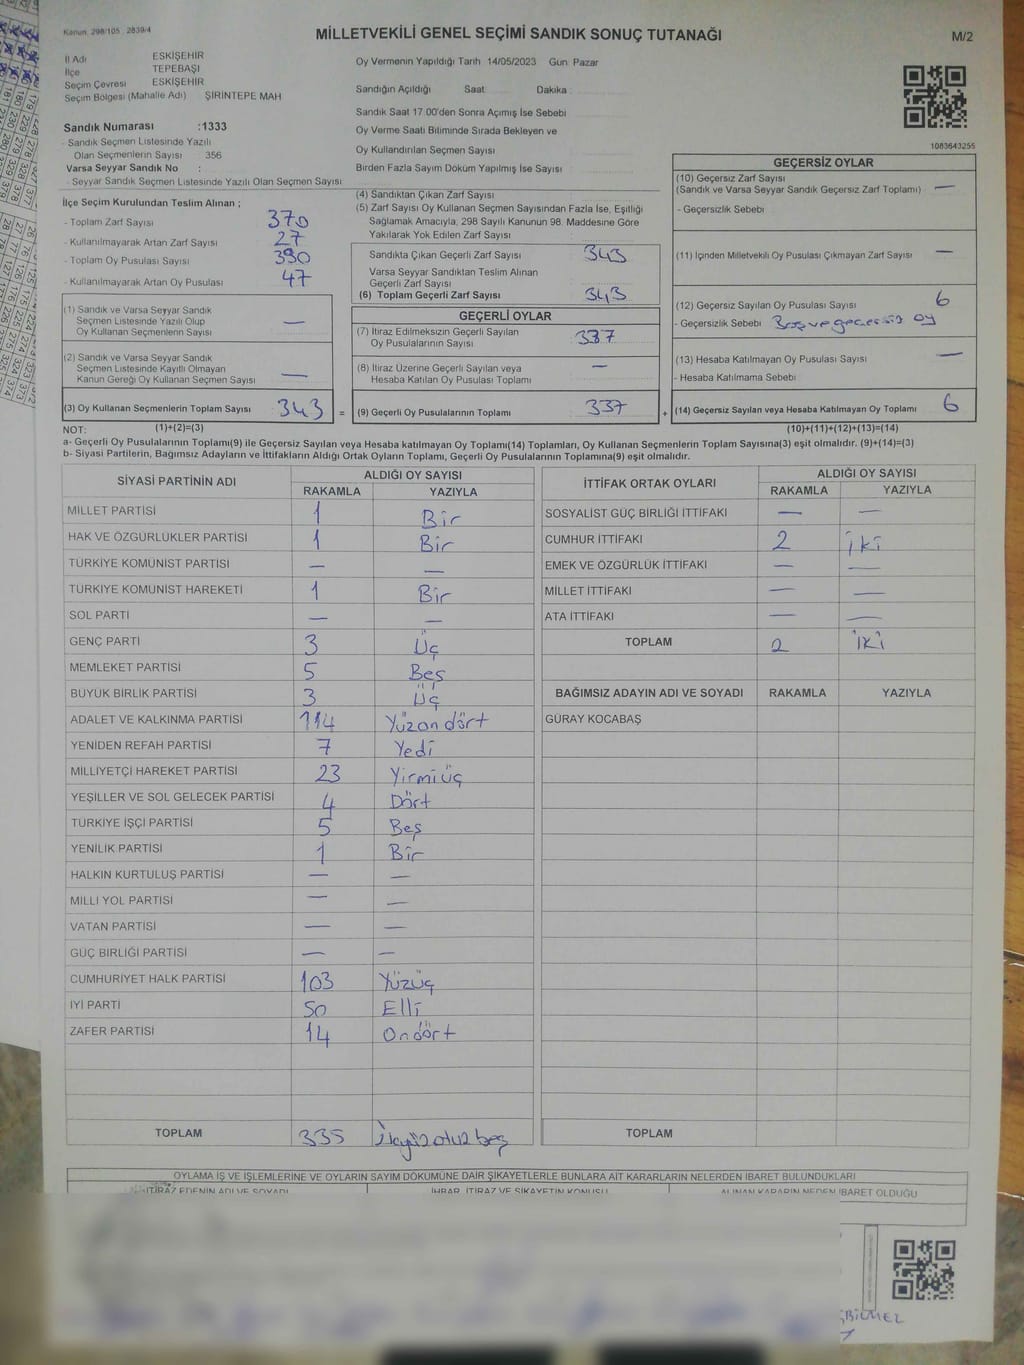 Kanun: 298/105 , 2839/4
MİLLETVEKİLİ GENEL SEÇİMİ SANDIK SONUÇ TUTANAĞI
M/2
İl Adı ESKİŞEHİR
İlçe TEPEBAŞI
Seçim Çevresi ESKİŞEHİR
Seçim Bölgesi (Mahalle Adı) ŞİRİNTEPE MAH
Sandık Numarası :1333
- Sandık Seçmen Listesinde Yazılı
Olan Seçmenlerin Sayısı 356
Varsa Seyyar Sandık No :
- Seyyar Sandık Seçmen Listesinde Yazılı Olan Seçmen Sayısı
İlçe Seçim Kurulundan Teslim Alınan ;
- Toplam Zarf Sayısı 370
- Kullanılmayarak Artan Zarf Sayısı 27
- Toplam Oy Pusulası Sayısı 390
- Kullanılmayarak Artan Oy Pusulası 47
(1) Sandık ve Varsa Seyyar Sandık
Seçmen Listesinde Yazılı Olup
Oy Kullanan Seçmenlerin Sayısı —
(2) Sandık ve Varsa Seyyar Sandık
Seçmen Listesinde Kayıtlı Olmayan
Kanun Gereği Oy Kullanan Seçmen Sayısı —
(3) Oy Kullanan Seçmenlerin Toplam Sayısı 343 =
Oy Vermenin Yapıldığı Tarih 14/05/2023 Gün: Pazar
Sandığın Açıldığı Saat: Dakika :
Sandık Saat 17:00'den Sonra Açımış İse Sebebi
Oy Verme Saati Bitiminde Sırada Bekleyen ve
Oy Kullandırılan Seçmen Sayısı
Birden Fazla Sayım Döküm Yapılmış İse Sayısı
(4) Sandıktan Çıkan Zarf Sayısı
(5) Zarf Sayısı Oy Kullanan Seçmen Sayısından Fazla İse, Eşitliği
Sağlamak Amacıyla, 298 Sayılı Kanunun 98. Maddesine Göre
Yakılarak Yok Edilen Zarf Sayısı
Sandıkta Çıkan Geçerli Zarf Sayısı 343
Varsa Seyyar Sandıktan Teslim Alınan
Geçerli Zarf Sayısı
(6) Toplam Geçerli Zarf Sayısı 343
GEÇERLİ OYLAR
(7) İtiraz Edilmeksizin Geçerli Sayılan
Oy Pusulalarının Sayısı 337
(8) İtiraz Üzerine Geçerli Sayılan veya
Hesaba Katılan Oy Pusulası Toplamı —
(9) Geçerli Oy Pusulalarının Toplamı 337 +
1083643255
GEÇERSİZ OYLAR
(10) Geçersiz Zarf Sayısı
(Sandık ve Varsa Seyyar Sandık Geçersiz Zarf Toplamı) —
- Geçersizlik Sebebi
(11) İçinden Milletvekili Oy Pusulası Çıkmayan Zarf Sayısı —
(12) Geçersiz Sayılan Oy Pusulası Sayısı 6
- Geçersizlik Sebebi Boş ve geçersiz oy
(13) Hesaba Katılmayan Oy Pusulası Sayısı —
- Hesaba Katılmama Sebebi
(14) Geçersiz Sayılan veya Hesaba Katılmayan Oy Toplamı 6
NOT: (1)+(2)=(3) (10)+(11)+(12)+(13)=(14)
a- Geçerli Oy Pusulalarının Toplamı(9) ile Geçersiz Sayılan veya Hesaba katılmayan Oy Toplamı(14) Toplamları, Oy Kullanan Seçmenlerin Toplam Sayısına(3) eşit olmalıdır. (9)+(14)=(3)
b- Siyasi Partilerin, Bağımsız Adayların ve İttifakların Aldığı Ortak Oyların Toplamı, Geçerli Oy Pusulalarının Toplamına(9) eşit olmalıdır.
SİYASİ PARTİNİN ADI ALDIĞI OY SAYISI
RAKAMLA YAZIYLA
MİLLET PARTİSİ 1 Bir
HAK VE ÖZGÜRLÜKLER PARTİSİ 1 Bir
TÜRKİYE KOMÜNİST PARTİSİ — —
TÜRKİYE KOMÜNİST HAREKETİ 1 Bir
SOL PARTİ — —
GENÇ PARTİ 3 Üç
MEMLEKET PARTİSİ 5 Beş
BÜYÜK BİRLİK PARTİSİ 3 Üç
ADALET VE KALKINMA PARTİSİ 114 Yüzon dört
YENİDEN REFAH PARTİSİ 7 Yedi
MİLLİYETÇİ HAREKET PARTİSİ 23 Yirmiüç
YEŞİLLER VE SOL GELECEK PARTİSİ 4 Dört
TÜRKİYE İŞÇİ PARTİSİ 5 Beş
YENİLİK PARTİSİ 1 Bir
HALKIN KURTULUŞ PARTİSİ — —
MİLLİ YOL PARTİSİ — —
VATAN PARTİSİ — —
GÜÇ BİRLİĞİ PARTİSİ — —
CUMHURİYET HALK PARTİSİ 103 Yüzüç
İYİ PARTİ 50 Elli
ZAFER PARTİSİ 14 Ondört
TOPLAM 335
İTTİFAK ORTAK OYLARI ALDIĞI OY SAYISI
RAKAMLA YAZIYLA
SOSYALİST GÜÇ BİRLİĞİ İTTİFAKI — —
CUMHUR İTTİFAKI 2 iki
EMEK VE ÖZGÜRLÜK İTTİFAKI — —
MİLLET İTTİFAKI — —
ATA İTTİFAKI — —
TOPLAM 2 iki
BAĞIMSIZ ADAYIN ADI VE SOYADI RAKAMLA YAZIYLA
GÜRAY KOCABAŞ
TOPLAM
OYLAMA İŞ VE İŞLEMLERİNE VE OYLARIN SAYIM DÖKÜMÜNE DAİR ŞİKAYETLERLE BUNLARA AİT KARARLARIN NELERDEN İBARET BULUNDUKLARI
İTİRAZ EDENİN ADI VE SOYADI İHBAR, İTİRAZ VE ŞİKAYETİN KONUSU ALINAN KARARIN NEDEN İBARET OLDUĞU